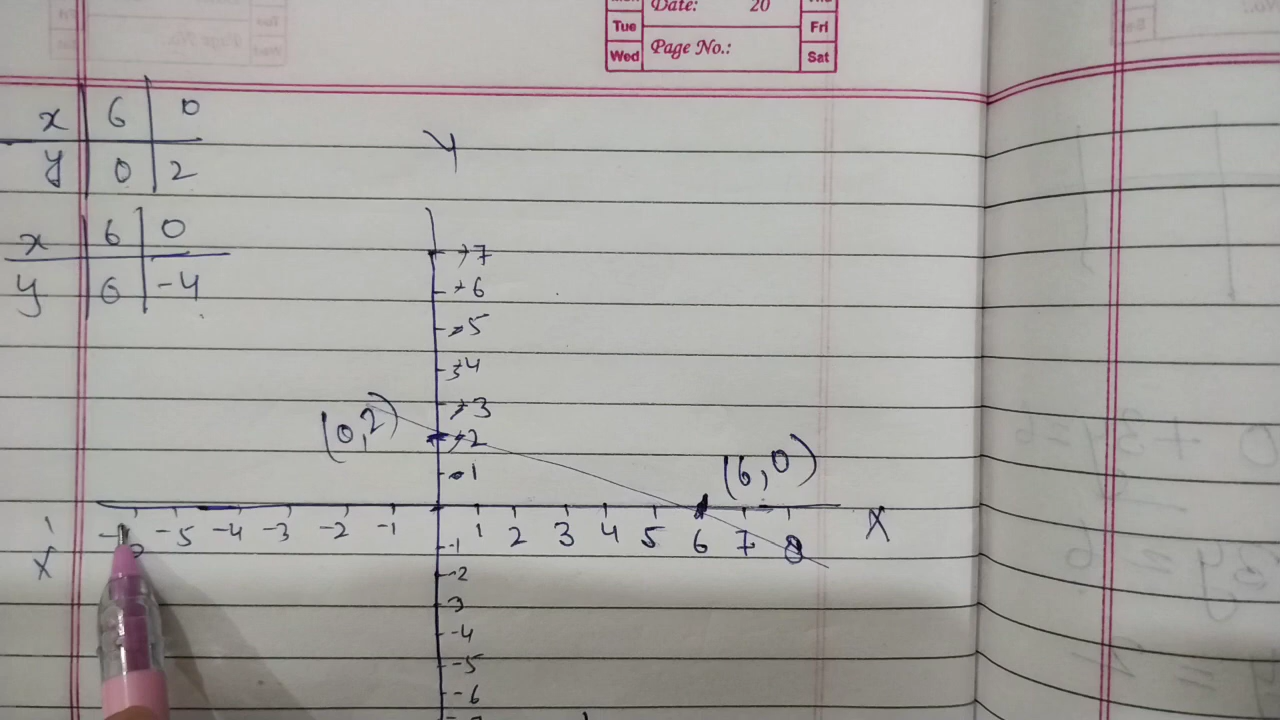 Date: 20
Tue Fri
Page No.:
Wed Sat
x 6 0
y 0 2
x 6 0
y 6 -4
Y
7
6
5
4
3
2
1
(0,2)
(6,0)
-5 -4 -3 -2 -1 1 2 3 4 5 6 7 8
X' X
-1
-2
3
-4
-5
-6